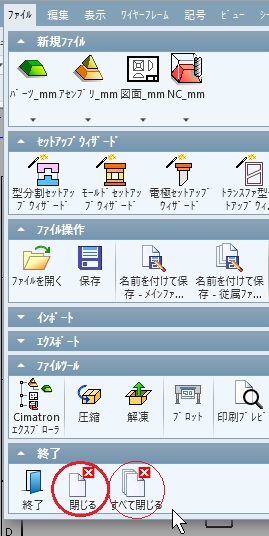 ファイル 編集 表示 ワイヤーフレーム 記号 ビュー
新規ファイル
パーツ_mm アセンブリ_mm 図面_mm NC_mm
セットアップウィザード
型分割セットアップウィザード モールドセットアップウィザード 電極セットアップウィザード トランスファ型
ファイル操作
ファイルを開く 保存 名前を付けて保存 - メインファ... 名前を付けて保存 - 従属ファ...
インポート
エクスポート
ファイルツール
Cimatron エクスプローラ 圧縮 解凍 プロット 印刷プレビ
終了
終了 閉じる すべて閉じる
D